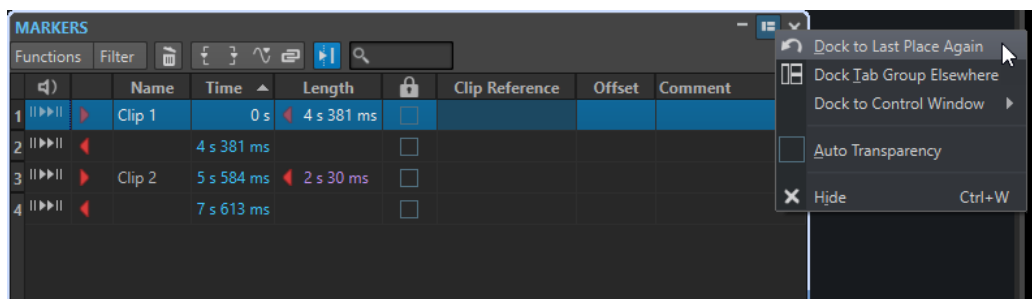 MARKERS
Functions Filter
Name Time Length Clip Reference Offset Comment
1 Clip 1 0 s 4 s 381 ms
2 4 s 381 ms
3 Clip 2 5 s 584 ms 2 s 30 ms
4 7 s 613 ms
Dock to Last Place Again
Dock Tab Group Elsewhere
Dock to Control Window
Auto Transparency
Hide Ctrl+W